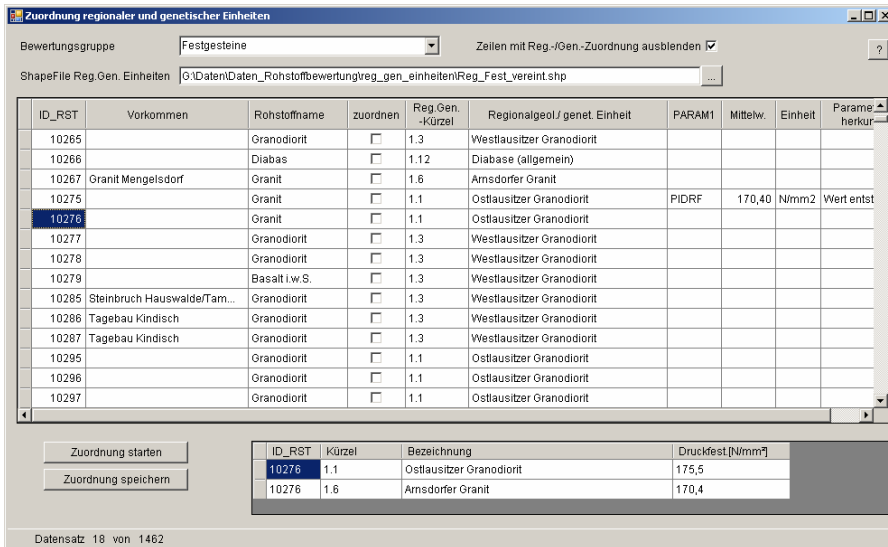 Zuordnung regionaler und genetischer Einheiten
Bewertungsgruppe Festgesteine Zeilen mit Reg.-/Gen.-Zuordnung ausblenden ?
ShapeFile Reg.Gen. Einheiten G:\Daten\Daten_Rohstoffbewertung\reg_gen_einheiten\Reg_Fest_vereint.shp ...
ID_RST Vorkommen Rohstoffname zuordnen Reg.Gen.-Kürzel Regionalgeol./ genet. Einheit PARAM1 Mittelw. Einheit Parame herkur
10265 Granodiorit 1.3 Westlausitzer Granodiorit
10266 Diabas 1.12 Diabase (allgemein)
10267 Granit Mengelsdorf Granit 1.6 Arnsdorfer Granit
10275 Granit 1.1 Ostlausitzer Granodiorit PIDRF 170,40 N/mm2 Wert entst
10276 Granit 1.1 Ostlausitzer Granodiorit
10277 Granodiorit 1.3 Westlausitzer Granodiorit
10278 Granodiorit 1.3 Westlausitzer Granodiorit
10279 Basalt i.w.S. 1.3 Westlausitzer Granodiorit
10285 Steinbruch Hauswalde/Tam... Granodiorit 1.3 Westlausitzer Granodiorit
10286 Tagebau Kindisch Granodiorit 1.3 Westlausitzer Granodiorit
10287 Tagebau Kindisch Granodiorit 1.3 Westlausitzer Granodiorit
10295 Granodiorit 1.1 Ostlausitzer Granodiorit
10296 Granodiorit 1.1 Ostlausitzer Granodiorit
10297 Granodiorit 1.1 Ostlausitzer Granodiorit
Zuordnung starten
Zuordnung speichern
ID_RST Kürzel Bezeichnung Druckfest.[N/mm²]
10276 1.1 Ostlausitzer Granodiorit 175,5
10276 1.6 Arnsdorfer Granit 170,4
Datensatz 18 von 1462